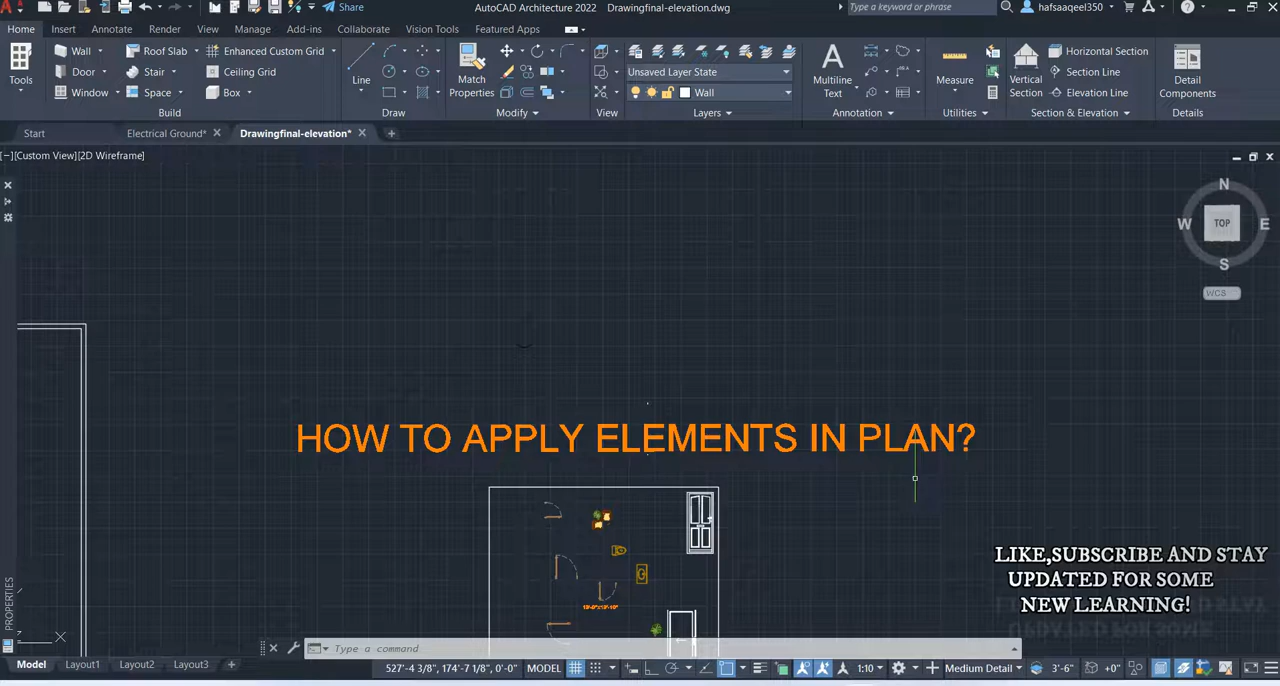 Share
AutoCAD Architecture 2022 Drawingfinal-elevation.dwg
Type a keyword or phrase
hafsaaqeel350
Home Insert Annotate Render View Manage Add-ins Collaborate Vision Tools Featured Apps
Tools
Wall
Door
Window
Roof Slab
Stair
Space
Enhanced Custom Grid
Ceiling Grid
Box
Build
Line
Draw
Match
Properties
Modify
View
Unsaved Layer State
Wall
Layers
Multiline
Text
Annotation
Measure
Utilities
Vertical
Section
Horizontal Section
Section Line
Elevation Line
Section & Elevation
Detail
Components
Details
Start Electrical Ground* Drawingfinal-elevation*
[−][Custom View][2D Wireframe]
N
W TOP E
S
WCS
HOW TO APPLY ELEMENTS IN PLAN?
LIKE,SUBSCRIBE AND STAY
UPDATED FOR SOME
NEW LEARNING!
PROPERTIES
X
Type a command
Model Layout1 Layout2 Layout3
527'-4 3/8", 174'-7 1/8", 0'-0" MODEL 1:10 Medium Detail 3'-6" +0"